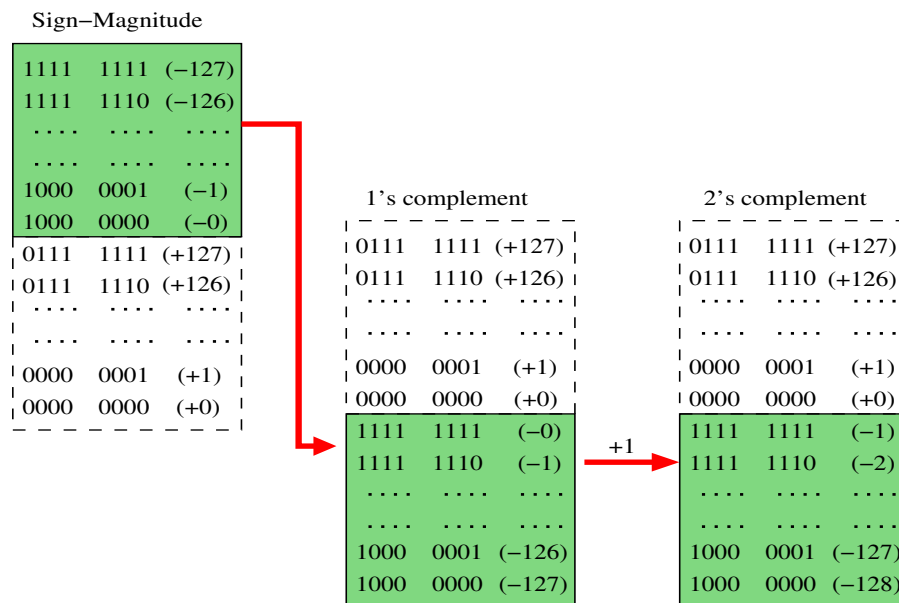 Sign−Magnitude
1111 1111 (−127)
1111 1110 (−126)
.... .... ....
.... .... ....
1000 0001 (−1)
1000 0000 (−0)
0111 1111 (+127)
0111 1110 (+126)
.... .... ....
.... .... ....
0000 0001 (+1)
0000 0000 (+0)
1's complement
0111 1111 (+127)
0111 1110 (+126)
.... .... ....
.... .... ....
0000 0001 (+1)
0000 0000 (+0)
1111 1111 (−0)
1111 1110 (−1)
.... .... ....
.... .... ....
1000 0001 (−126)
1000 0000 (−127)
+1
2's complement
0111 1111 (+127)
0111 1110 (+126)
.... .... ....
.... .... ....
0000 0001 (+1)
0000 0000 (+0)
1111 1111 (−1)
1111 1110 (−2)
.... .... ....
.... .... ....
1000 0001 (−127)
1000 0000 (−128)